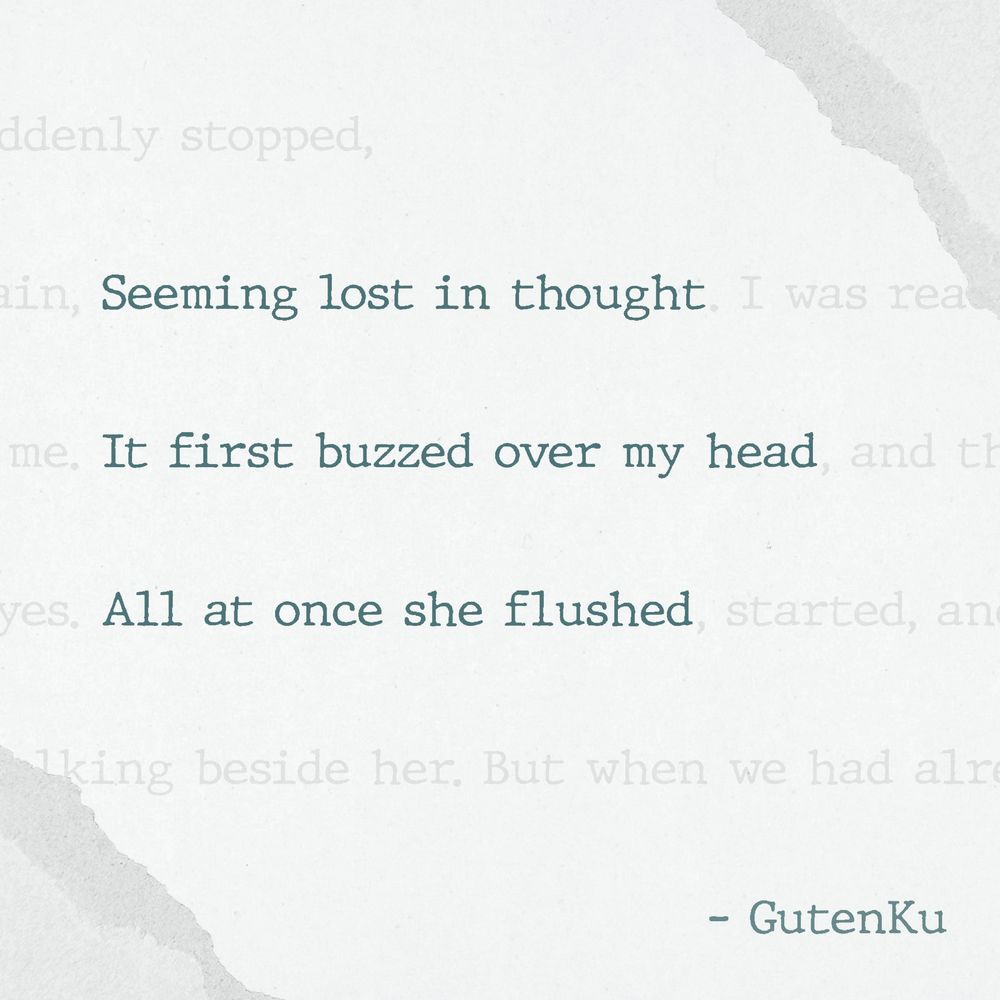 ddenly stopped,
ain, Seeming lost in thought. I was rea
me. It first buzzed over my head, and th
yes. All at once she flushed, started, and
lking beside her. But when we had alre
- GutenKu